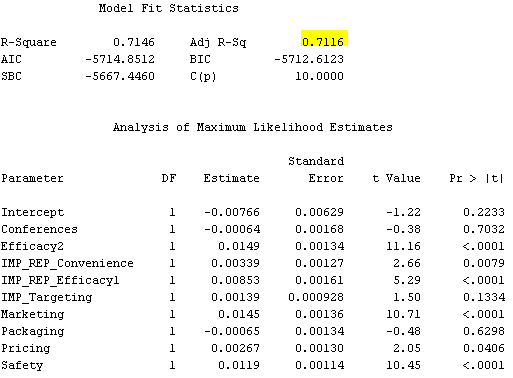 Model Fit Statistics
R-Square 0.7146 Adj R-Sq 0.7116
AIC -5714.8512 BIC -5712.6123
SBC -5667.4460 C(p) 10.0000
Analysis of Maximum Likelihood Estimates
Standard
Parameter DF Estimate Error t Value Pr > |t|
Intercept 1 -0.00766 0.00629 -1.22 0.2233
Conferences 1 -0.00064 0.00168 -0.38 0.7032
Efficacy2 1 0.0149 0.00134 11.16 <.0001
IMP_REP_Convenience 1 0.00339 0.00127 2.66 0.0079
IMP_REP_Efficacy1 1 0.00853 0.00161 5.29 <.0001
IMP_Targeting 1 0.00139 0.000928 1.50 0.1334
Marketing 1 0.0145 0.00136 10.71 <.0001
Packaging 1 -0.00065 0.00134 -0.48 0.6298
Pricing 1 0.00267 0.00130 2.05 0.0406
Safety 1 0.0119 0.00114 10.45 <.0001